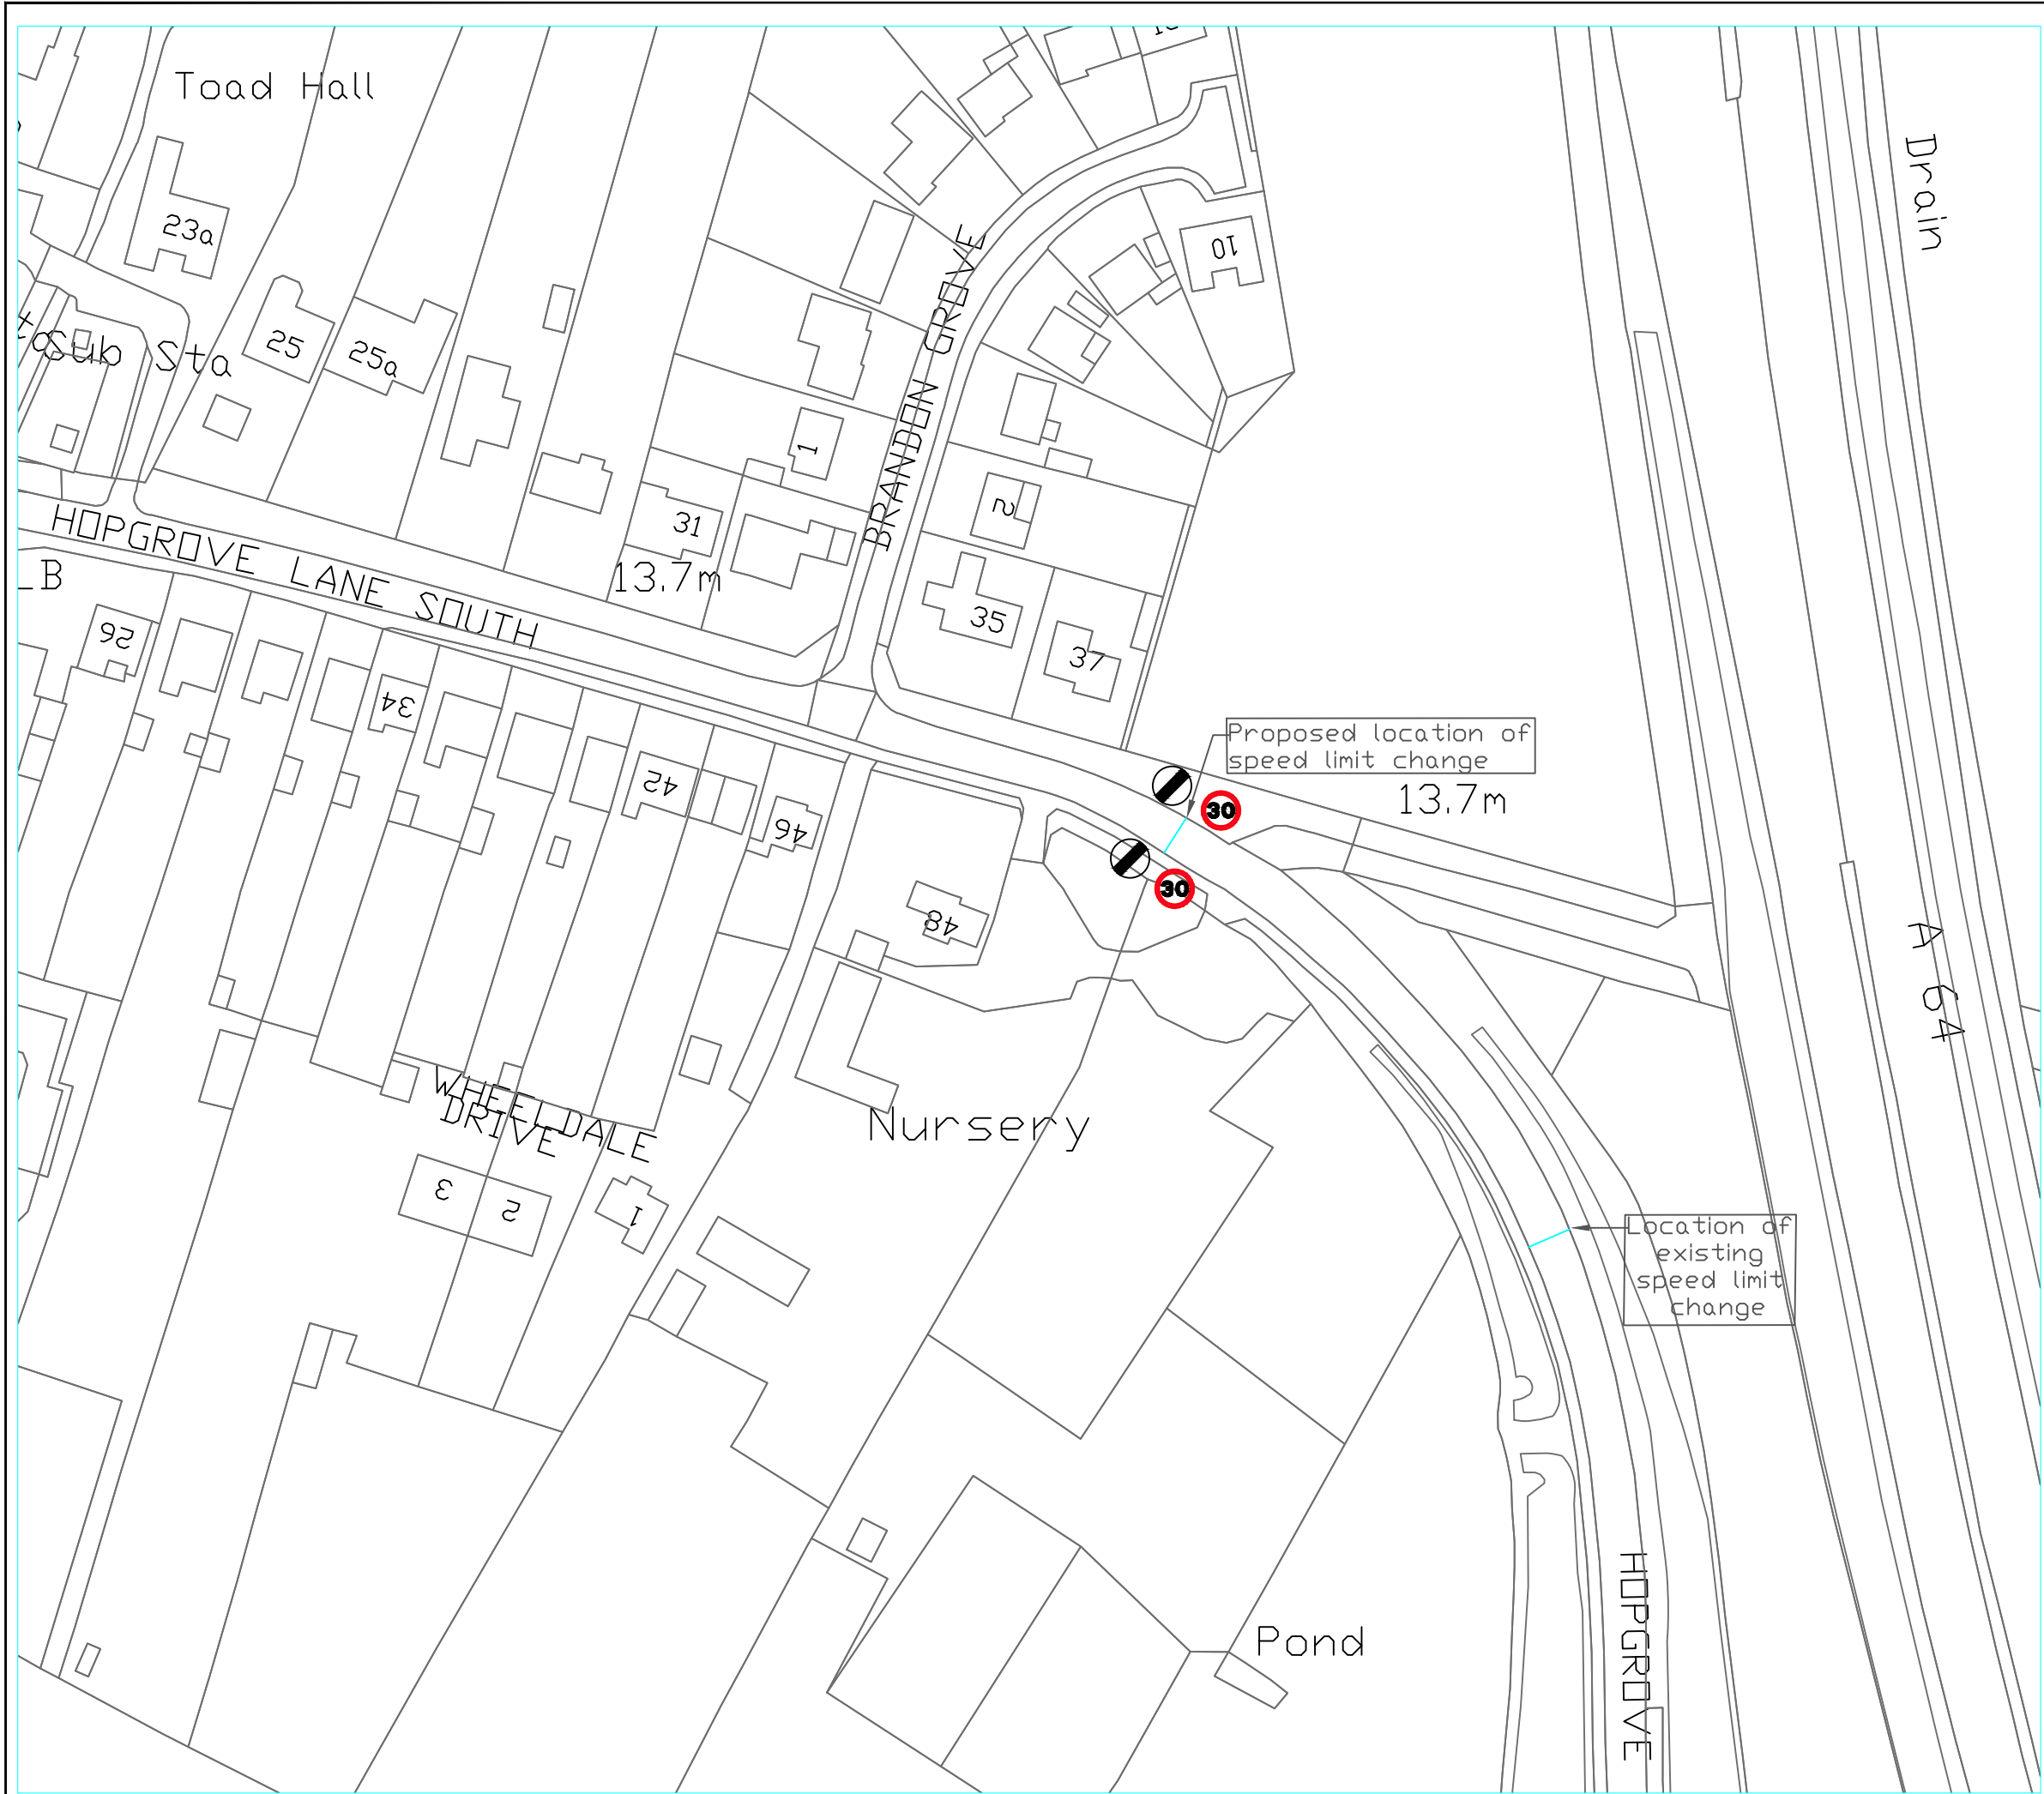 Toad Hall
Drain
23a
10
25
25a
Sub Sta
BRANDON GROVE
1
2
31
13.7m
HOPGROVE LANE SOUTH
LB
35
37
26
34
42
46
48
Proposed location of
speed limit change
30
30
13.7m
A 64
WHEELDALE
DRIVE
Nursery
3
2
1
Location of
existing
speed limit
change
HOPGROVE
Pond